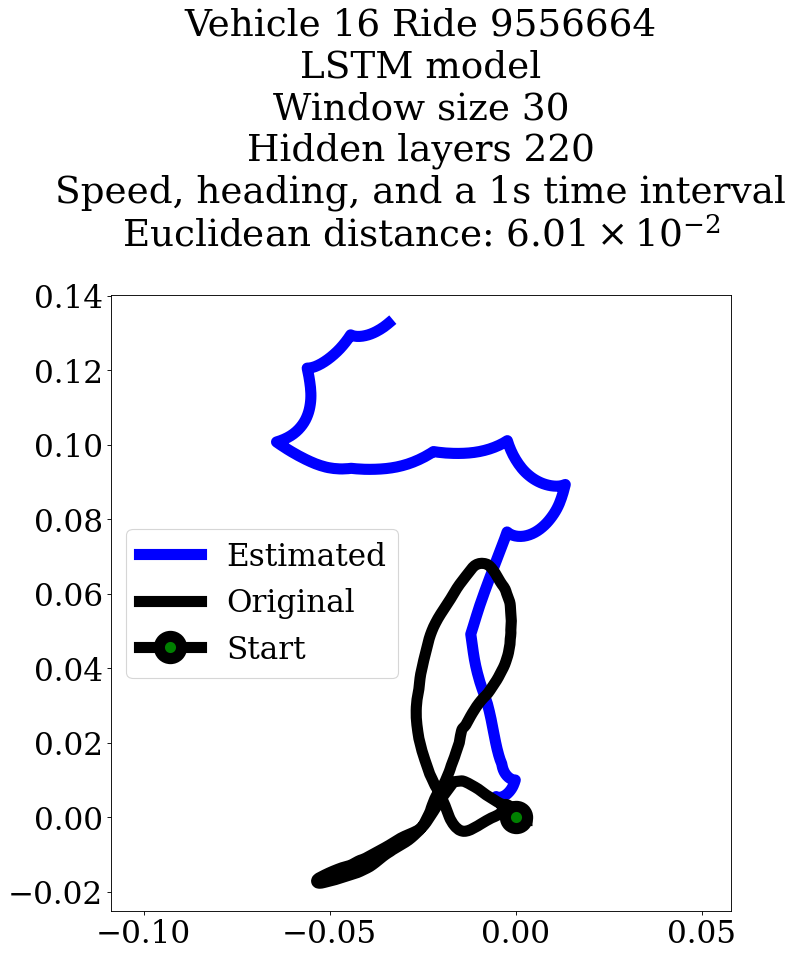 Vehicle 16 Ride 9556664
LSTM model
Window size 30
Hidden layers 220
Speed, heading, and a 1s time interval
Euclidean distance: 6.01 × 10⁻²
0.14
0.12
0.10
0.08
0.06
0.04
0.02
0.00
−0.02
Estimated
Original
Start
−0.10
−0.05
0.00
0.05